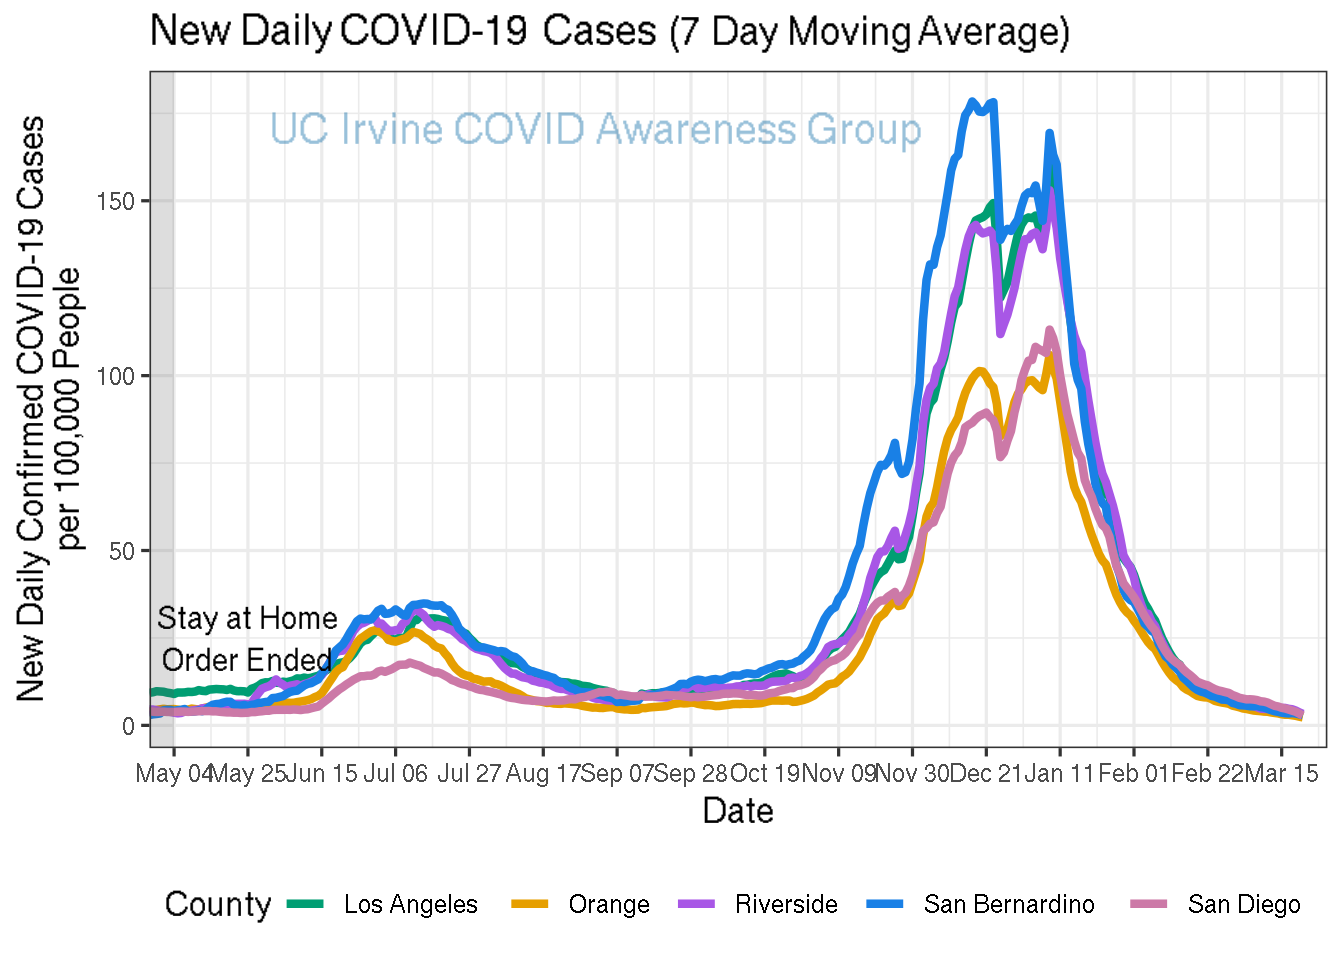 New Daily COVID-19 Cases (7 Day Moving Average)
UC Irvine COVID Awareness Group
New Daily Confirmed COVID-19 Cases
per 100,000 People
150
100
50
0
Stay at Home
Order Ended
May 04 May 25 Jun 15 Jul 06 Jul 27 Aug 17 Sep 07 Sep 28 Oct 19 Nov 09 Nov 30 Dec 21 Jan 11 Feb 01 Feb 22 Mar 15
Date
County Los Angeles Orange Riverside San Bernardino San Diego